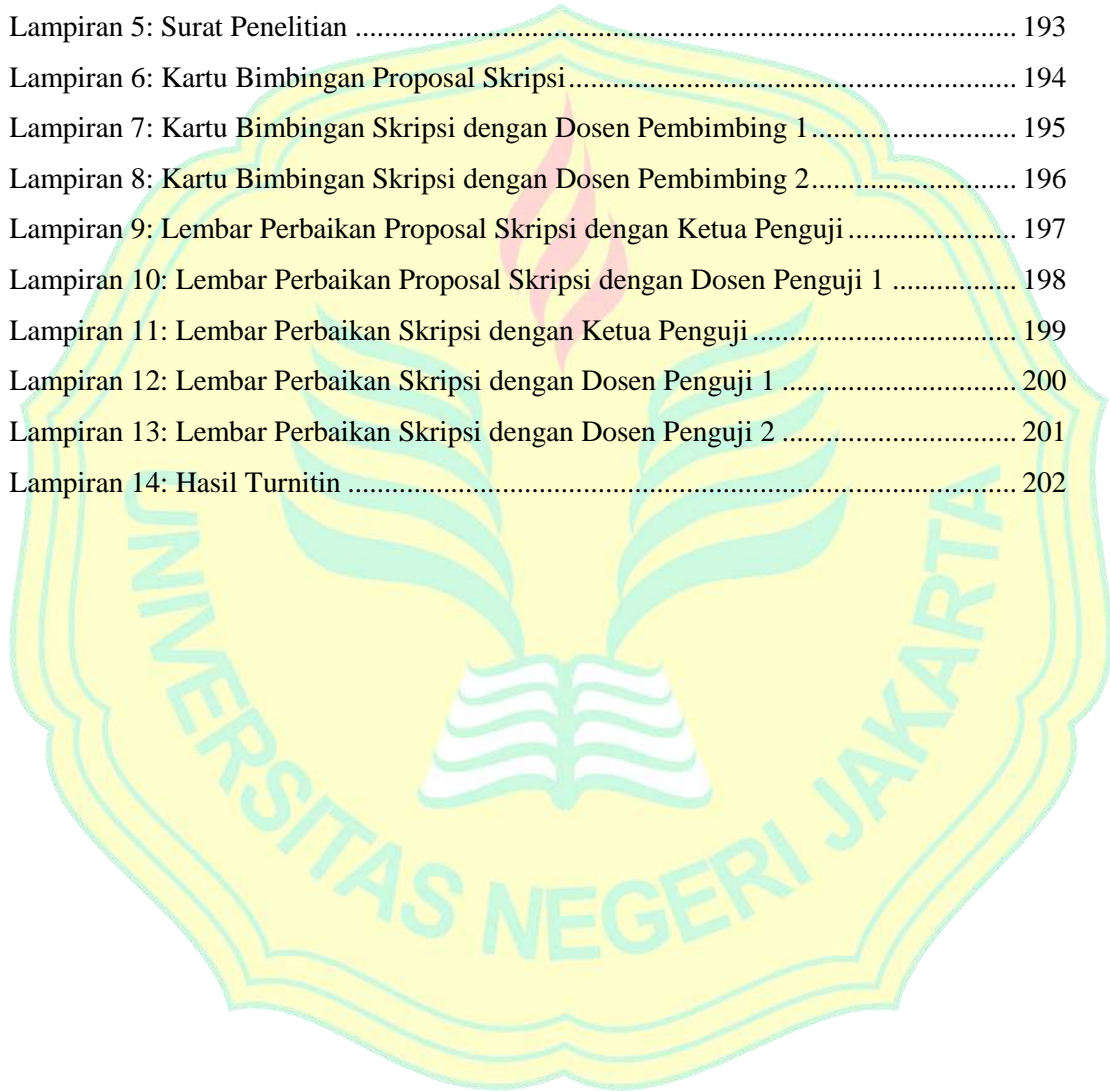 Lampiran 5: Surat Penelitian ............................................................................. 193
Lampiran 6: Kartu Bimbingan Proposal Skripsi.................................................... 194
Lampiran 7: Kartu Bimbingan Skripsi dengan Dosen Pembimbing 1........................ 195
Lampiran 8: Kartu Bimbingan Skripsi dengan Dosen Pembimbing 2........................ 196
Lampiran 9: Lembar Perbaikan Proposal Skripsi dengan Ketua Penguji .................... 197
Lampiran 10: Lembar Perbaikan Proposal Skripsi dengan Dosen Penguji 1 ............... 198
Lampiran 11: Lembar Perbaikan Skripsi dengan Ketua Penguji ............................... 199
Lampiran 12: Lembar Perbaikan Skripsi dengan Dosen Penguji 1 ........................... 200
Lampiran 13: Lembar Perbaikan Skripsi dengan Dosen Penguji 2 ........................... 201
Lampiran 14: Hasil Turnitin .............................................................................. 202
UNIVERSITAS NEGERI JAKARTA